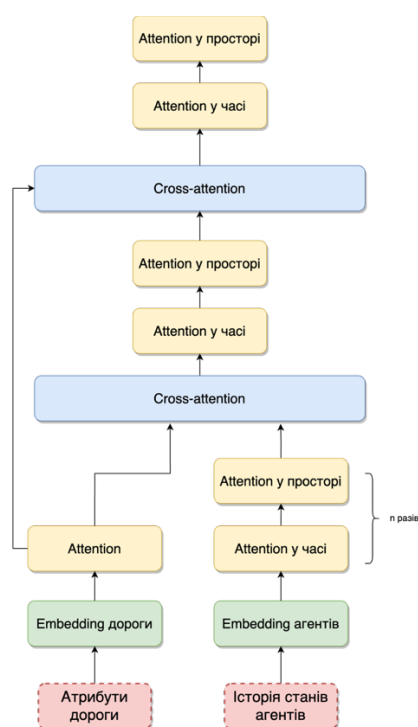 Attention у просторі
Attention у часі
Cross-attention
Attention у просторі
Attention у часі
Cross-attention
Attention у просторі
n разів
Attention
Attention у часі
Embedding дороги
Embedding агентів
Атрибути
дороги
Історія станів
агентів